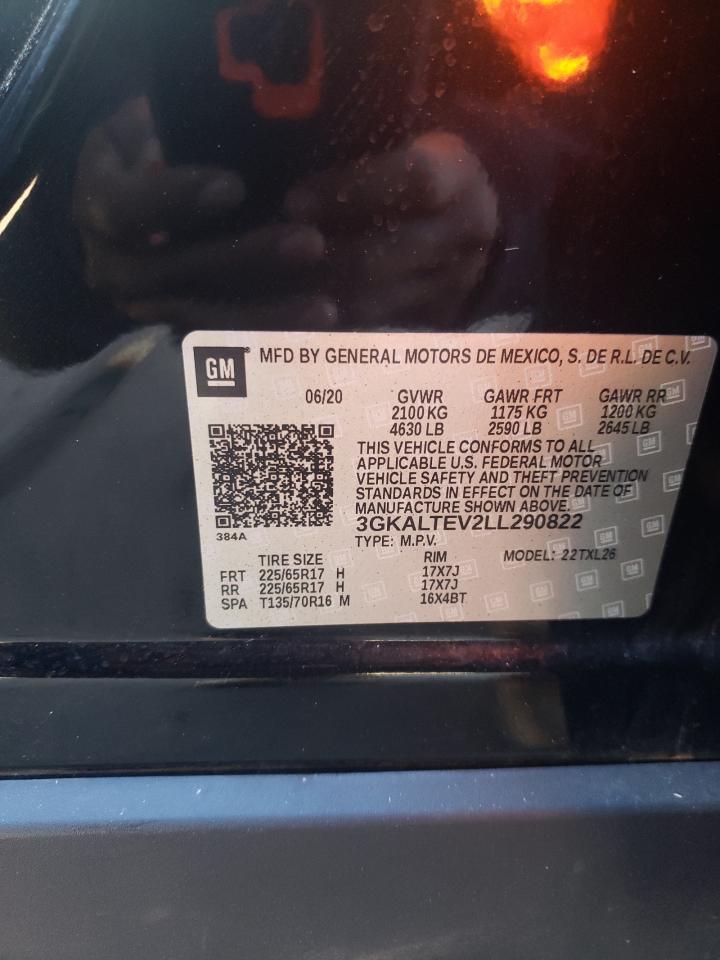 GM® MFD BY GENERAL MOTORS DE MEXICO, S. DE R.L. DE C.V.
06/20 GVWR GAWR FRT GAWR RR
2100 KG 1175 KG 1200 KG
4630 LB 2590 LB 2645 LB
THIS VEHICLE CONFORMS TO ALL
APPLICABLE U.S. FEDERAL MOTOR
VEHICLE SAFETY AND THEFT PREVENTION
STANDARDS IN EFFECT ON THE DATE OF
MANUFACTURE SHOWN ABOVE.
3GKALTEV2LL290822
384A TYPE: M.P.V.
TIRE SIZE RIM MODEL: 22TXL26
FRT 225/65R17 H 17X7J
RR 225/65R17 H 17X7J
SPA T135/70R16 M 16X4BT